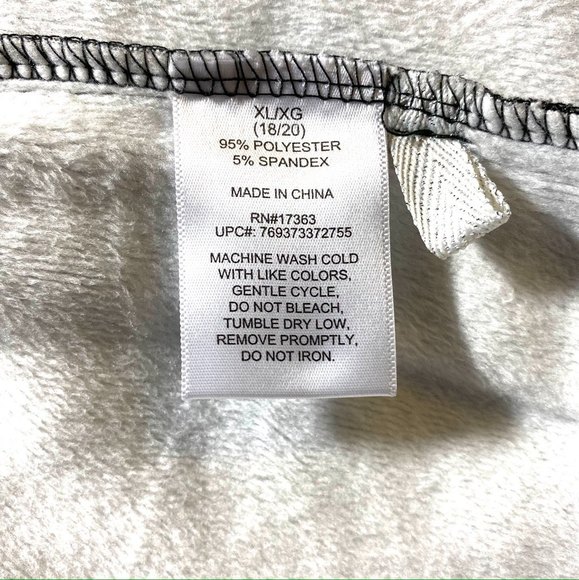 XL/XG
(18/20)
95% POLYESTER
5% SPANDEX
MADE IN CHINA
RN#17363
UPC#: 769373372755
MACHINE WASH COLD
WITH LIKE COLORS,
GENTLE CYCLE,
DO NOT BLEACH,
TUMBLE DRY LOW,
REMOVE PROMPTLY,
DO NOT IRON.